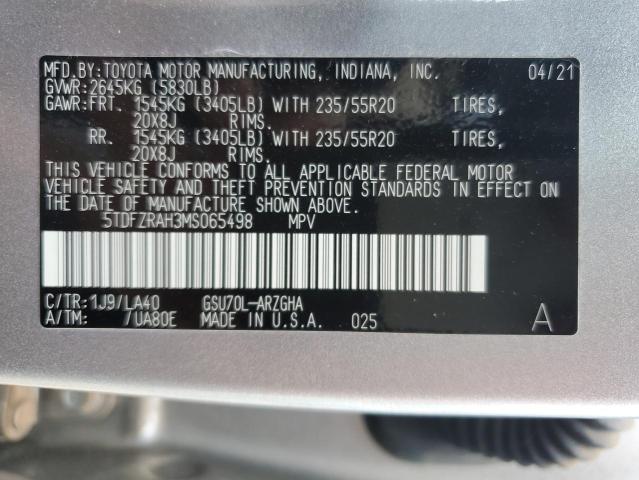 MFD.BY:TOYOTA MOTOR MANUFACTURING, INDIANA, INC. 04/21
GVWR:2645KG (5830LB)
GAWR:FRT. 1545KG (3405LB) WITH 235/55R20 TIRES,
20X8J RIMS.
RR. 1545KG (3405LB) WITH 235/55R20 TIRES,
20X8J RIMS.
THIS VEHICLE CONFORMS TO ALL APPLICABLE FEDERAL MOTOR
VEHICLE SAFETY AND THEFT PREVENTION STANDARDS IN EFFECT ON
THE DATE OF MANUFACTURE SHOWN ABOVE.
5TDFZRAH3MS065498 MPV
C/TR:1J9/LA40 GSU70L-ARZGHA
A/TM: /UA80E MADE IN U.S.A. 025 A